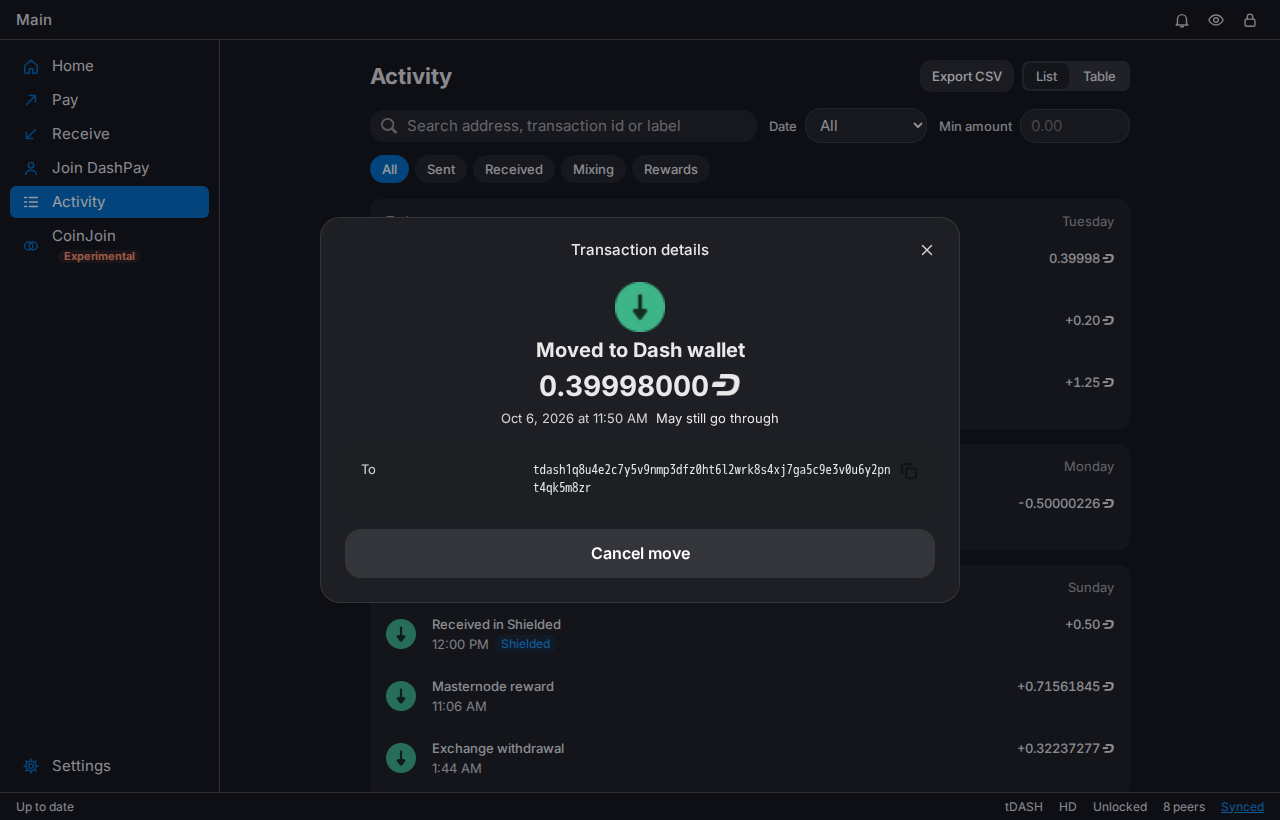 Main
Home
Pay
Receive
Join DashPay
Activity
CoinJoin
Experimental
Settings
Activity
Export CSV
List
Table
Search address, transaction id or label
Date
All
Min amount
0.00
All
Sent
Received
Mixing
Rewards
Tuesday
0.39998
+0.20
+1.25
Monday
-0.50000226
Sunday
Transaction details
Moved to Dash wallet
0.39998000
Oct 6, 2026 at 11:50 AM May still go through
To
tdash1q8u4e2c7y5v9nmp3dfz0ht6l2wrk8s4xj7ga5c9e3v0u6y2pn
t4qk5m8zr
Cancel move
Received in Shielded
12:00 PM Shielded
+0.50
Masternode reward
11:06 AM
+0.71561845
Exchange withdrawal
1:44 AM
+0.32237277
Up to date
tDASH
HD
Unlocked
8 peers
Synced